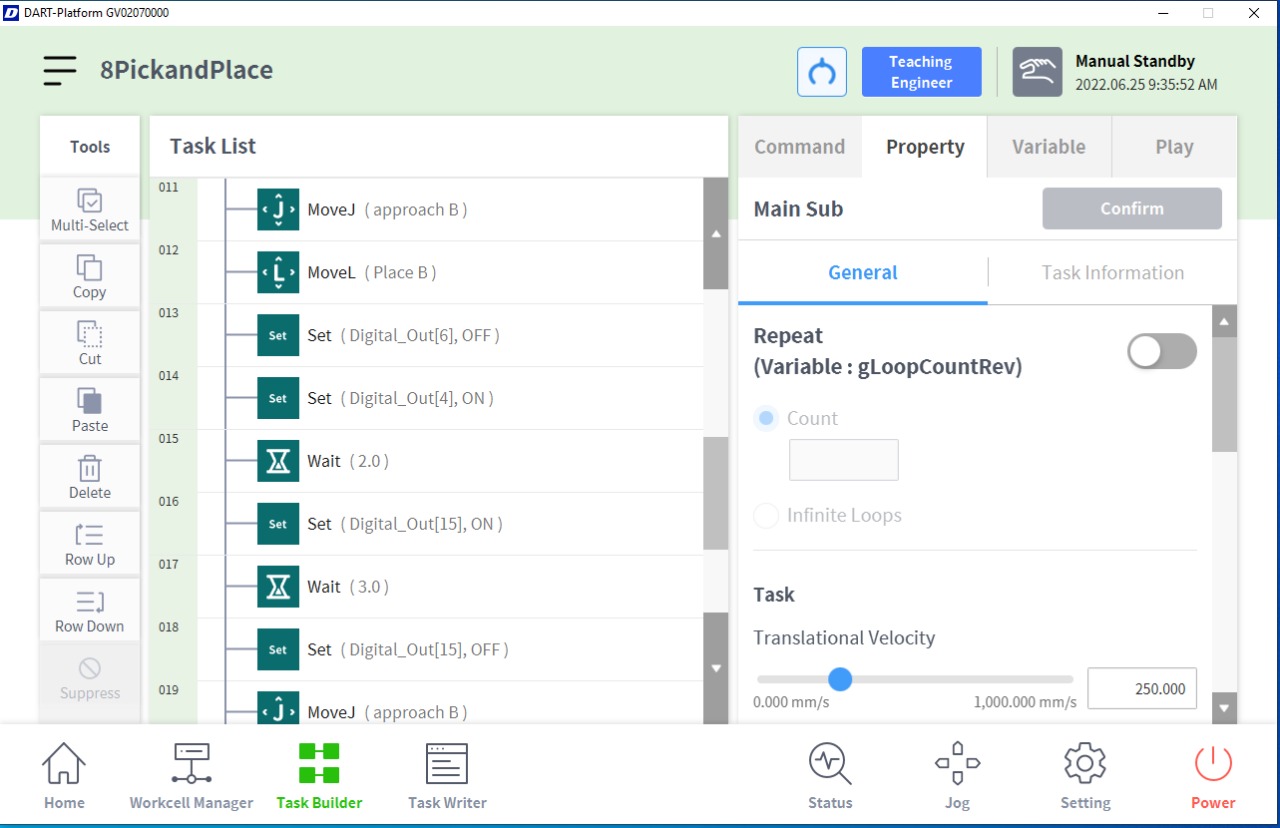 DART-Platform GV02070000
8PickandPlace
Teaching
Engineer
Manual Standby
2022.06.25 9:35:52 AM
Tools
Multi-Select
Copy
Cut
Paste
Delete
Row Up
Row Down
Suppress
Task List
011
MoveJ ( approach B )
012
MoveL ( Place B )
013
Set Set ( Digital_Out[6], OFF )
014
Set Set ( Digital_Out[4], ON )
015
Wait ( 2.0 )
016
Set Set ( Digital_Out[15], ON )
017
Wait ( 3.0 )
018
Set Set ( Digital_Out[15], OFF )
019
MoveJ ( approach B )
Command Property Variable Play
Main Sub Confirm
General Task Information
Repeat
(Variable : gLoopCountRev)
Count
Infinite Loops
Task
Translational Velocity
250.000
0.000 mm/s 1,000.000 mm/s
Home Workcell Manager Task Builder Task Writer Status Jog Setting Power